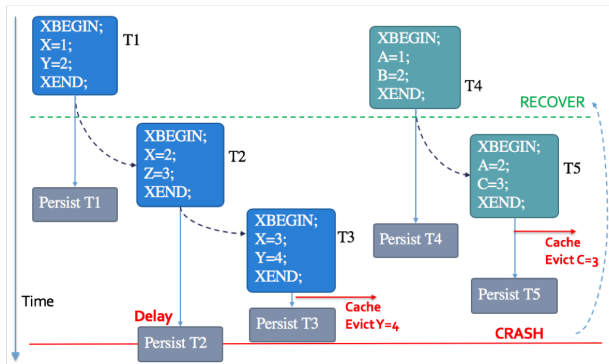 XBEGIN;
X=1;
Y=2;
XEND;
T1
XBEGIN;
A=1;
B=2;
XEND;
T4
RECOVER
XBEGIN;
X=2;
Z=3;
XEND;
T2
XBEGIN;
A=2;
C=3;
XEND;
T5
Persist T1
XBEGIN;
X=3;
Y=4;
XEND;
T3
Persist T4
Cache
Evict C=3
Persist T5
Time
Delay
Cache
Evict Y=4
Persist T3
CRASH
Persist T2